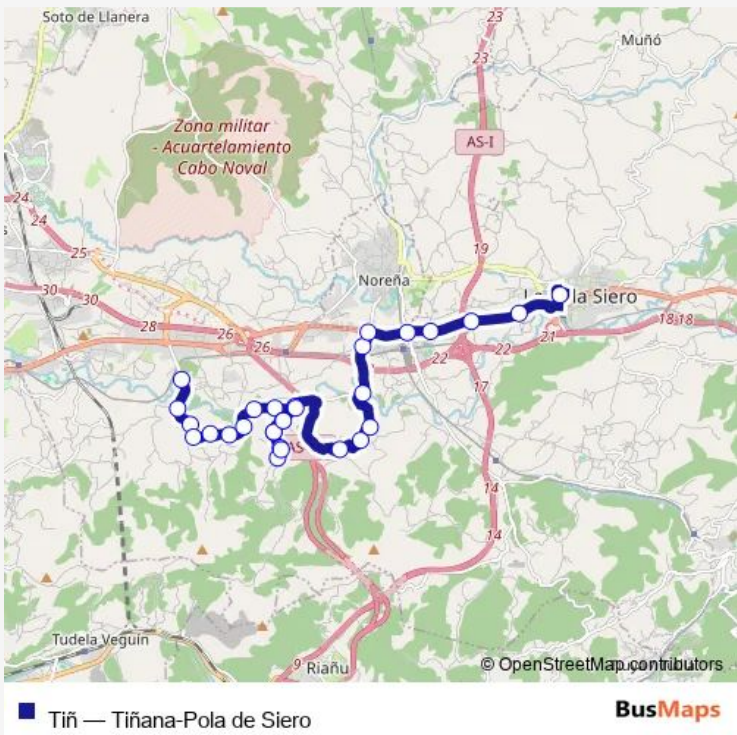 Soto de Llanera
23
Muñó
23
Zona militar
- Acuartelamiento
Cabo Noval
AS-I
24
24
25
19
Noreña
30
30
28
26
26
La Pola Siero
21
18
18
22
22
17
AS
14
14
Tudela Veguín
9
Riañu
© OpenStreetMap contributors
Tiñ — Tiñana-Pola de Siero
BusMaps